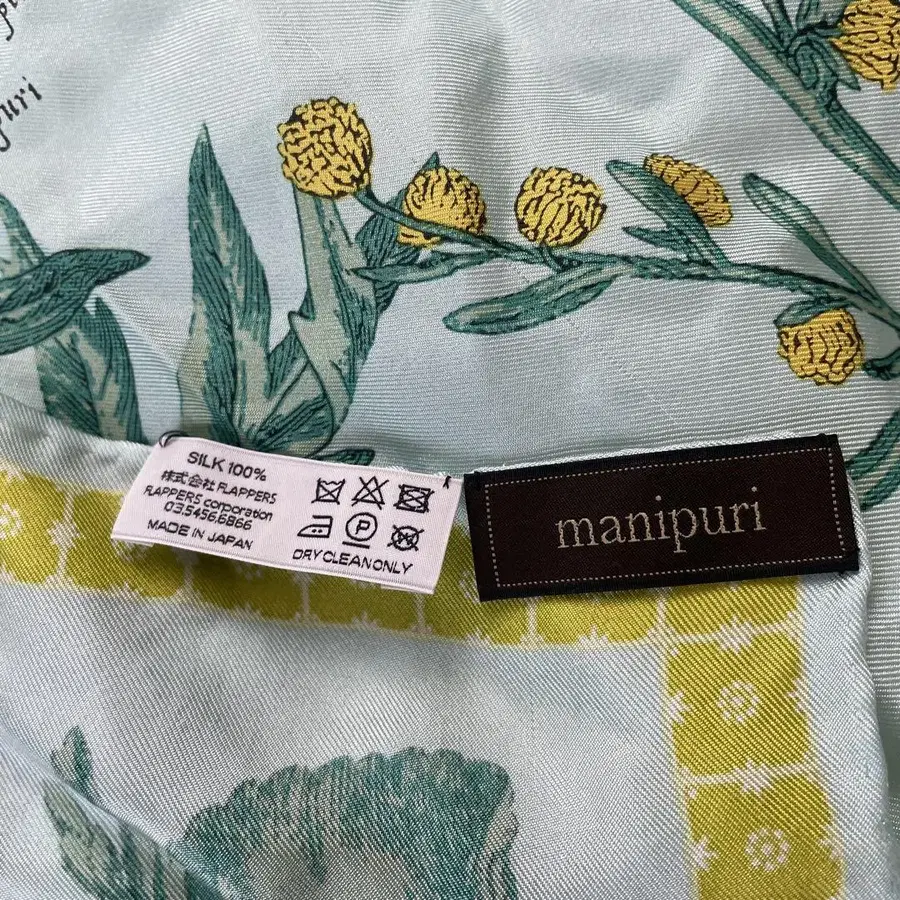 puri
SILK 100%
株式会社 FLAPPERS
FLAPPERS corporation
03.5456.6866
MADE IN JAPAN
DRY CLEAN ONLY
manipuri